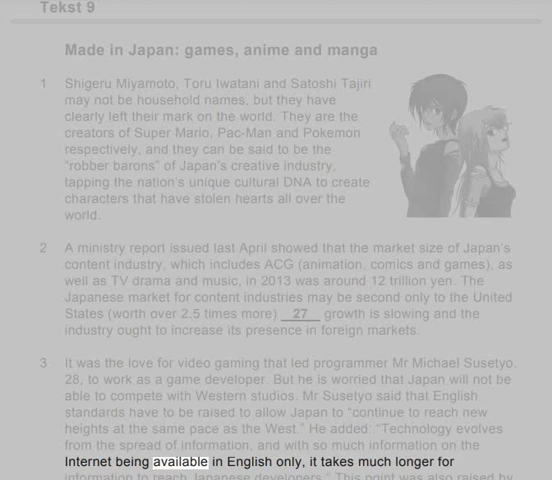 Tekst 9
Made in Japan: games, anime and manga
1 Shigeru Miyamoto, Toru Iwatani and Satoshi Tajiri
may not be household names, but they have
clearly left their mark on the world. They are the
creators of Super Mario, Pac-Man and Pokemon
respectively, and they can be said to be the
“robber barons” of Japan's creative industry,
tapping the nation's unique cultural DNA to create
characters that have stolen hearts all over the
world.
2 A ministry report issued last April showed that the market size of Japan's
content industry, which includes ACG (animation, comics and games), as
well as TV drama and music, in 2013 was around 12 trillion yen. The
Japanese market for content industries may be second only to the United
States (worth over 2.5 times more) 27 growth is slowing and the
industry ought to increase its presence in foreign markets.
3 It was the love for video gaming that led programmer Mr Michael Susetyo,
28, to work as a game developer. But he is worried that Japan will not be
able to compete with Western studios. Mr Susetyo said that English
standards have to be raised to allow Japan to “continue to reach new
heights at the same pace as the West.” He added: “Technology evolves
from the spread of information, and with so much information on the
Internet being available in English only, it takes much longer for
information to reach Japanese developers.” This point was also raised by